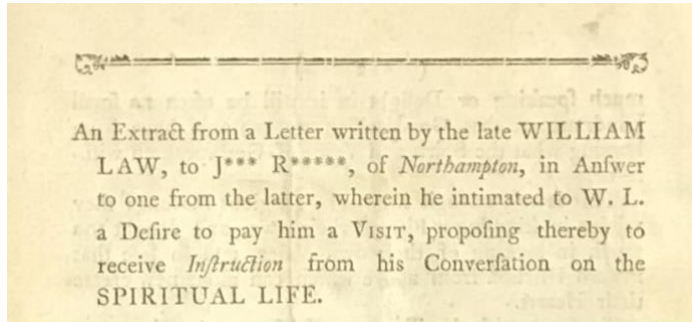 An Extract from a Letter written by the late WILLIAM
LAW, to J*** R*****, of Northampton, in Anſwer
to one from the latter, wherein he intimated to W. L.
a Deſire to pay him a VISIT, propoſing thereby to
receive Inſtruction from his Converſation on the
SPIRITUAL LIFE.